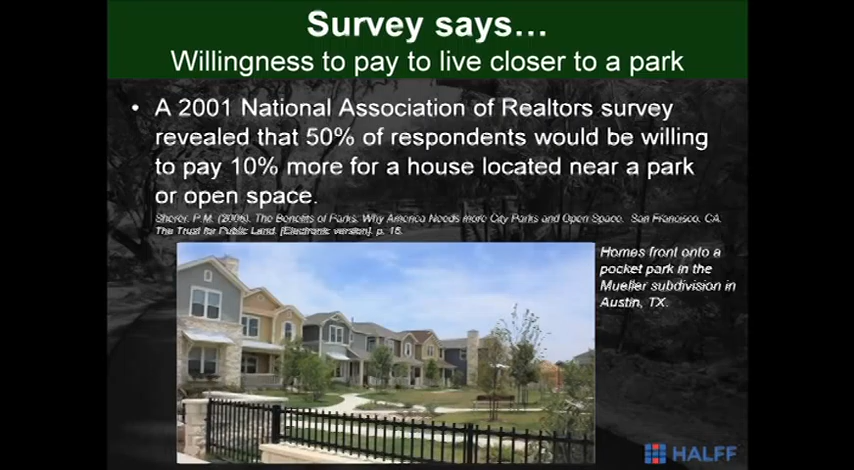 Survey says...
Willingness to pay to live closer to a park
• A 2001 National Association of Realtors survey
revealed that 50% of respondents would be willing
to pay 10% more for a house located near a park
or open space.
Sherer, P.M. (2006). The Benefits of Parks: Why America Needs more City Parks and Open Space. San Francisco, CA.
The Trust for Public Land. [Electronic version]. p. 15.
Homes front onto a
pocket park in the
Mueller subdivision in
Austin, TX.
HALFF